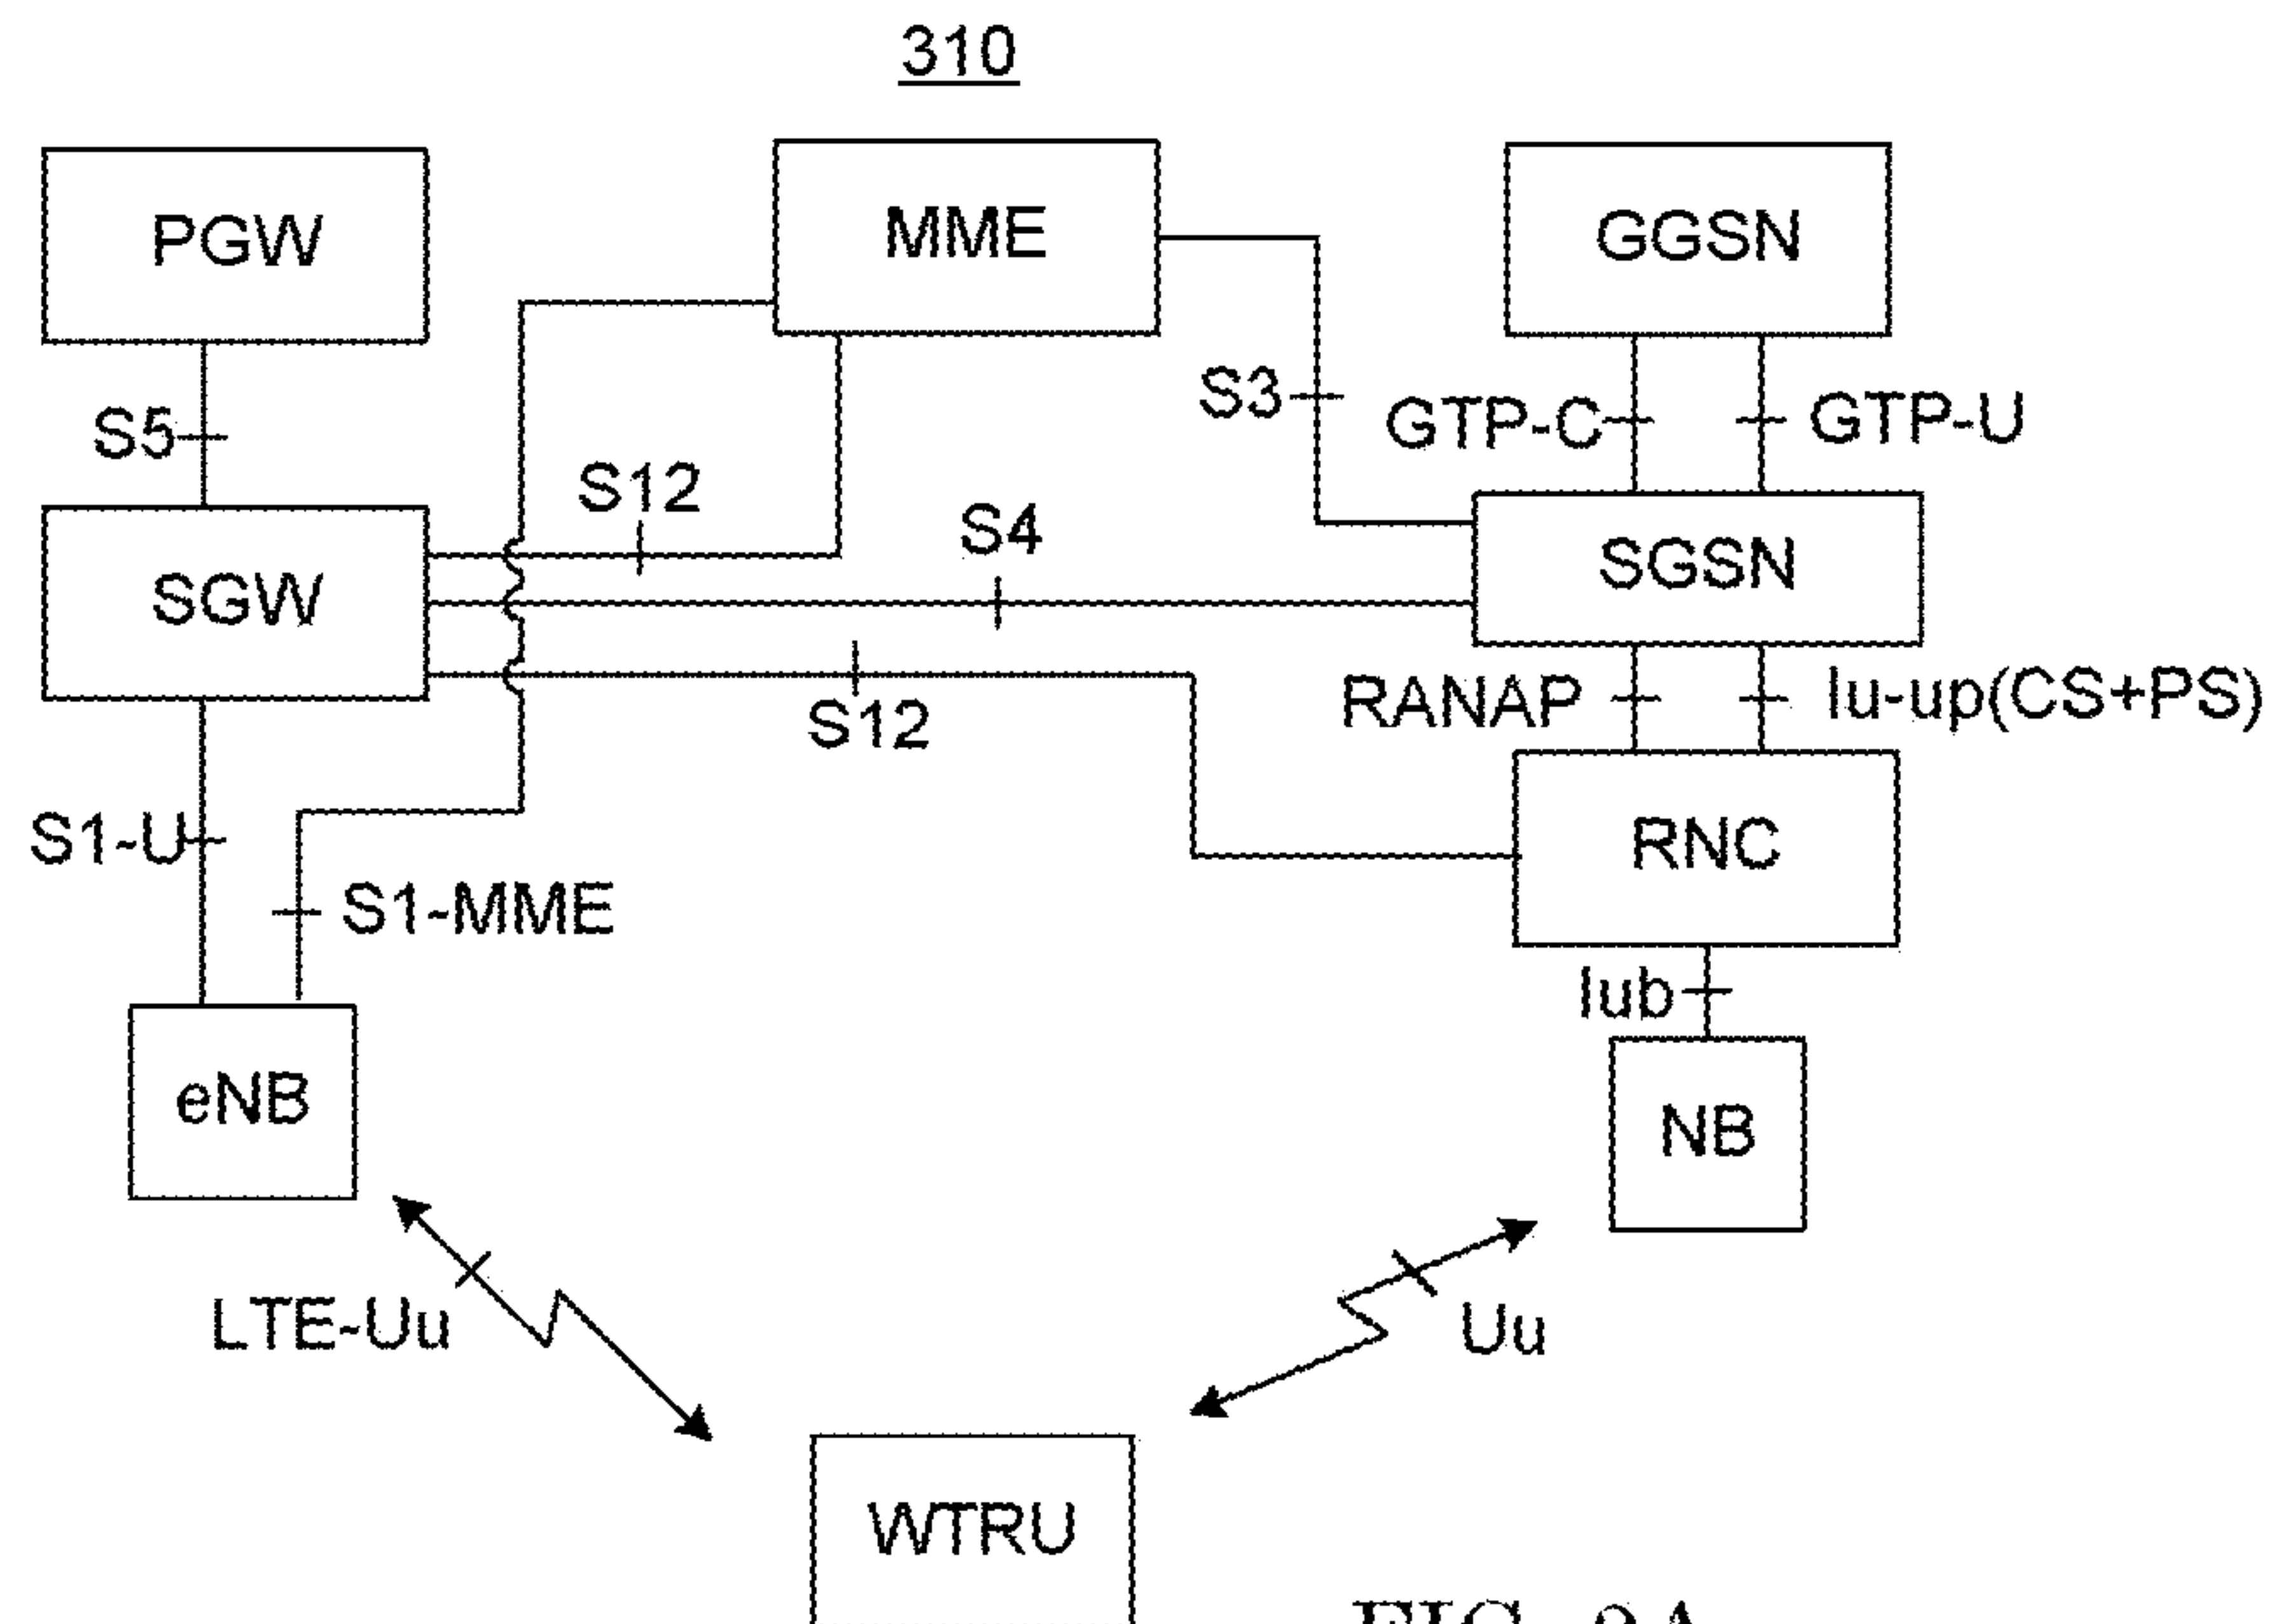 310
PGW
MME
GGSN
S5
S3
GTP-C
GTP-U
S12
S4
SGW
SGSN
S12
RANAP
Iu-up(CS+PS)
S1-U
RNC
S1-MME
Iub
eNB
NB
LTE-Uu
Uu
WTRU